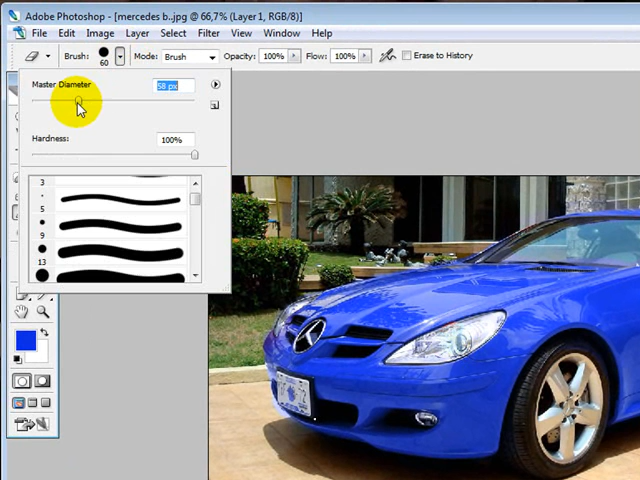 Adobe Photoshop - [mercedes b..jpg @ 66,7% (Layer 1, RGB/8)]
File Edit Image Layer Select Filter View Window Help
Brush: 60 Mode: Brush Opacity: 100% Flow: 100% Erase to History
Master Diameter 58 px
Hardness: 100%
3
5
9
13